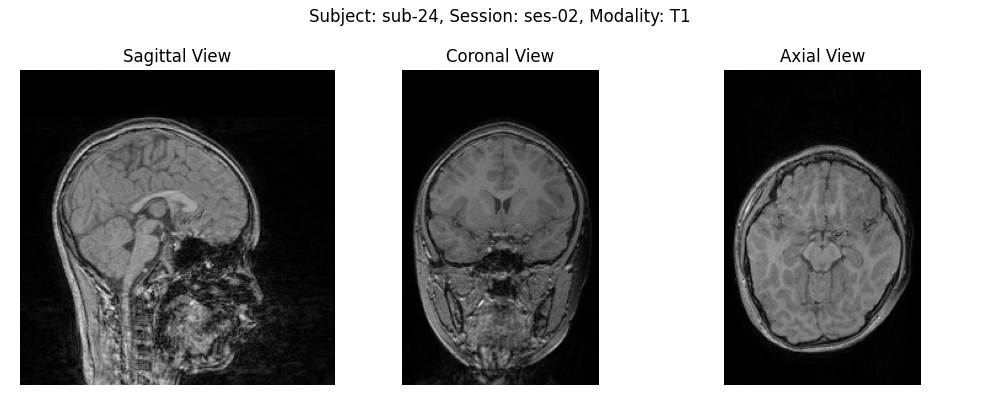 Subject: sub-24, Session: ses-02, Modality: T1
Sagittal View
Coronal View
Axial View